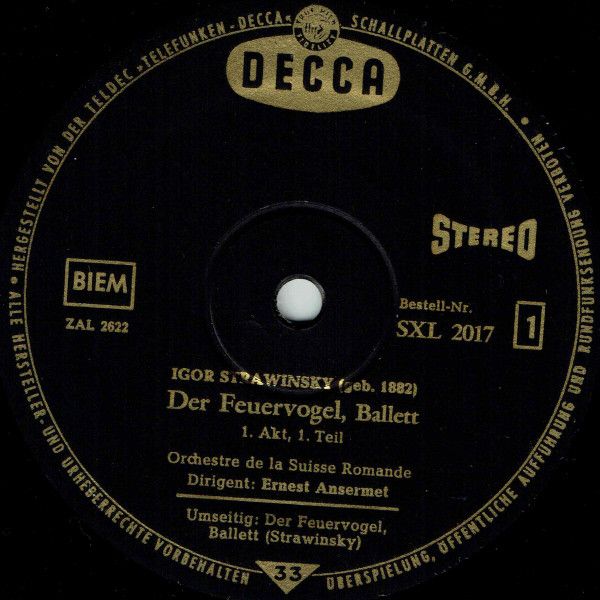 • HERGESTELLT VON DER TELDEC »TELEFUNKEN-DECCA« SCHALLPLATTEN G.M.B.H. •
DECCA
STEREO
BIEM
ZAL 2622
Bestell-Nr.
SXL 2017
1
IGOR STRAWINSKY (geb. 1882)
Der Feuervogel, Ballett
1. Akt, 1. Teil
Orchestre de la Suisse Romande
Dirigent: Ernest Ansermet
Umseitig: Der Feuervogel,
Ballett (Strawinsky)
33
ALLE HERSTELLER- UND URHEBERRECHTE VORBEHALTEN
ÜBERSPIELUNG, ÖFFENTLICHE AUFFÜHRUNG UND RUNDFUNKSENDUNG VERBOTEN